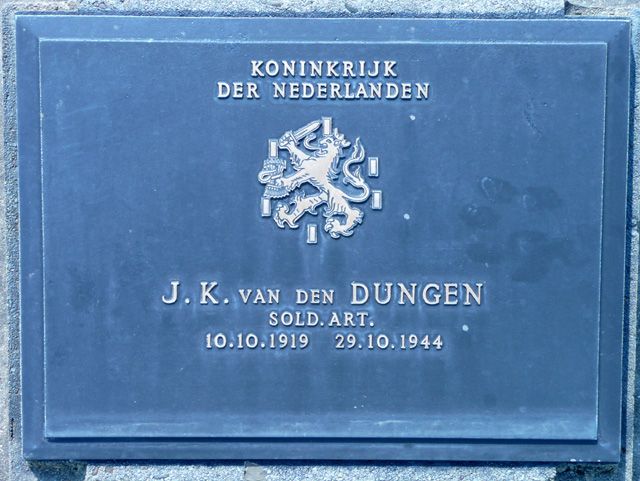 KONINKRIJK
DER NEDERLANDEN
J. K. VAN DEN DUNGEN
SOLD. ART.
10.10.1919 29.10.1944